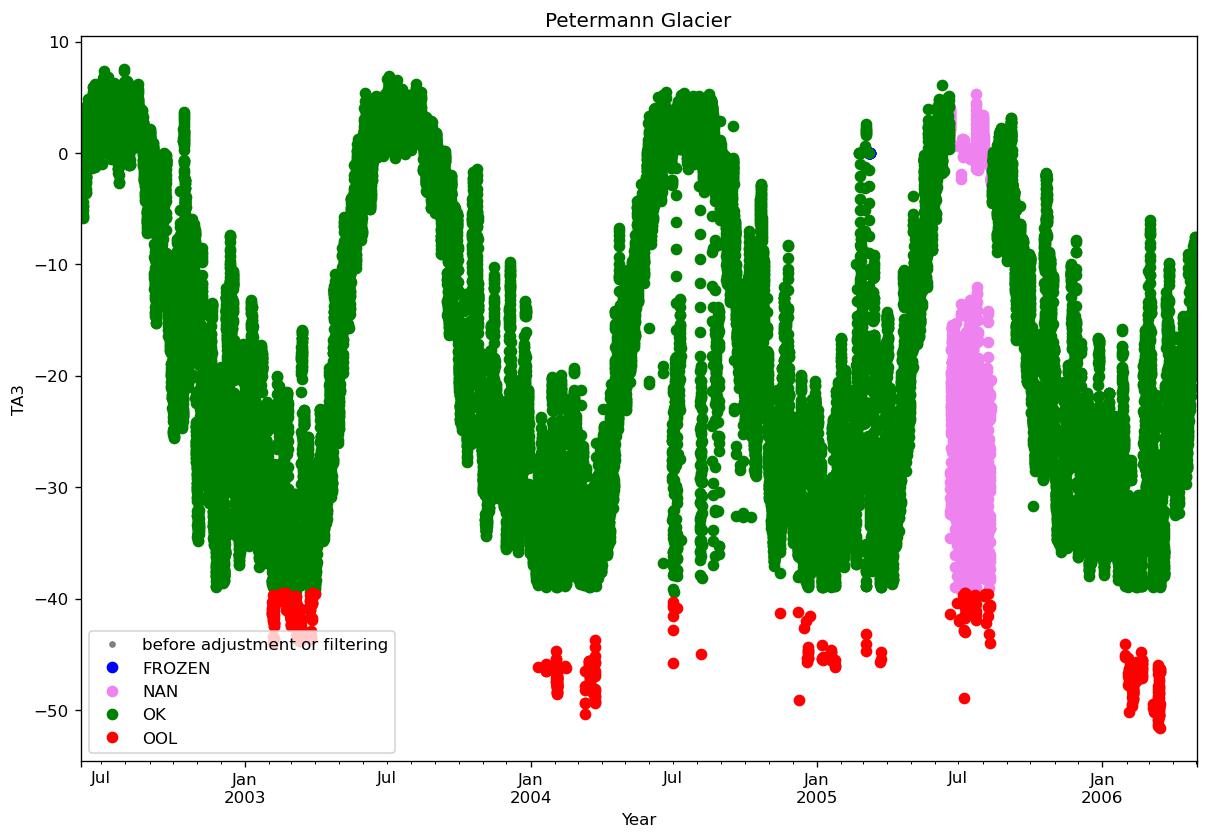 Petermann Glacier
10
0
−10
−20
−30
−40
−50
TA3
before adjustment or filtering
FROZEN
NAN
OK
OOL
Jul
Jan
2003
Jul
Jan
2004
Jul
Jan
2005
Jul
Jan
2006
Year